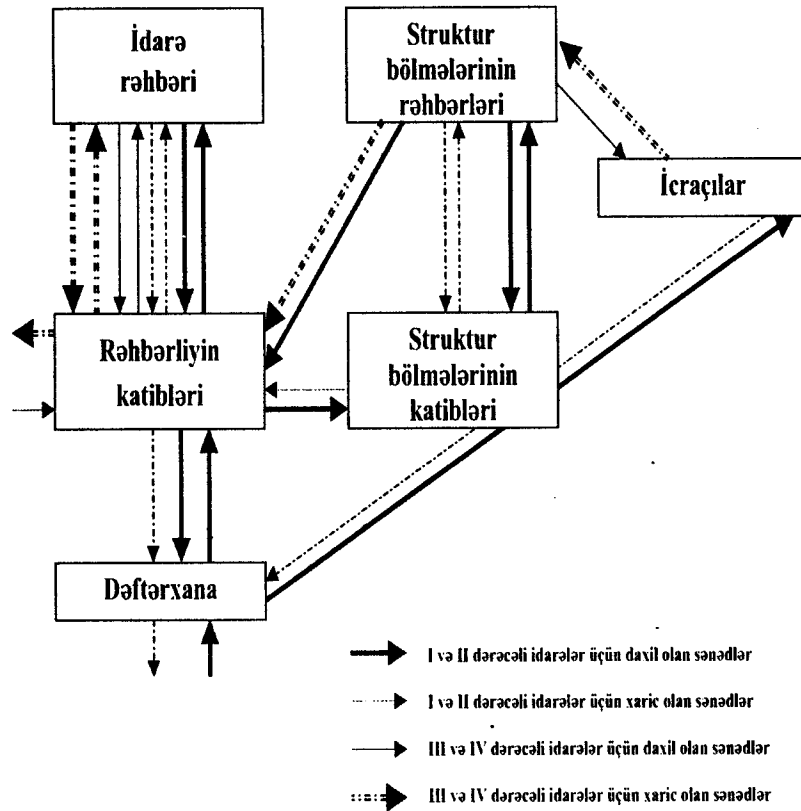 İdarə
rəhbəri
Struktur
bölmələrinin
rəhbərləri
İcraçılar
Rəhbərliyin
katibləri
Struktur
bölmələrinin
katibləri
Dəftərxana
I və II dərəcəli idarələr üçün daxil olan sənədlər
I və II dərəcəli idarələr üçün xaric olan sənədlər
III və IV dərəcəli idarələr üçün daxil olan sənədlər
III və IV dərəcəli idarələr üçün xaric olan sənədlər